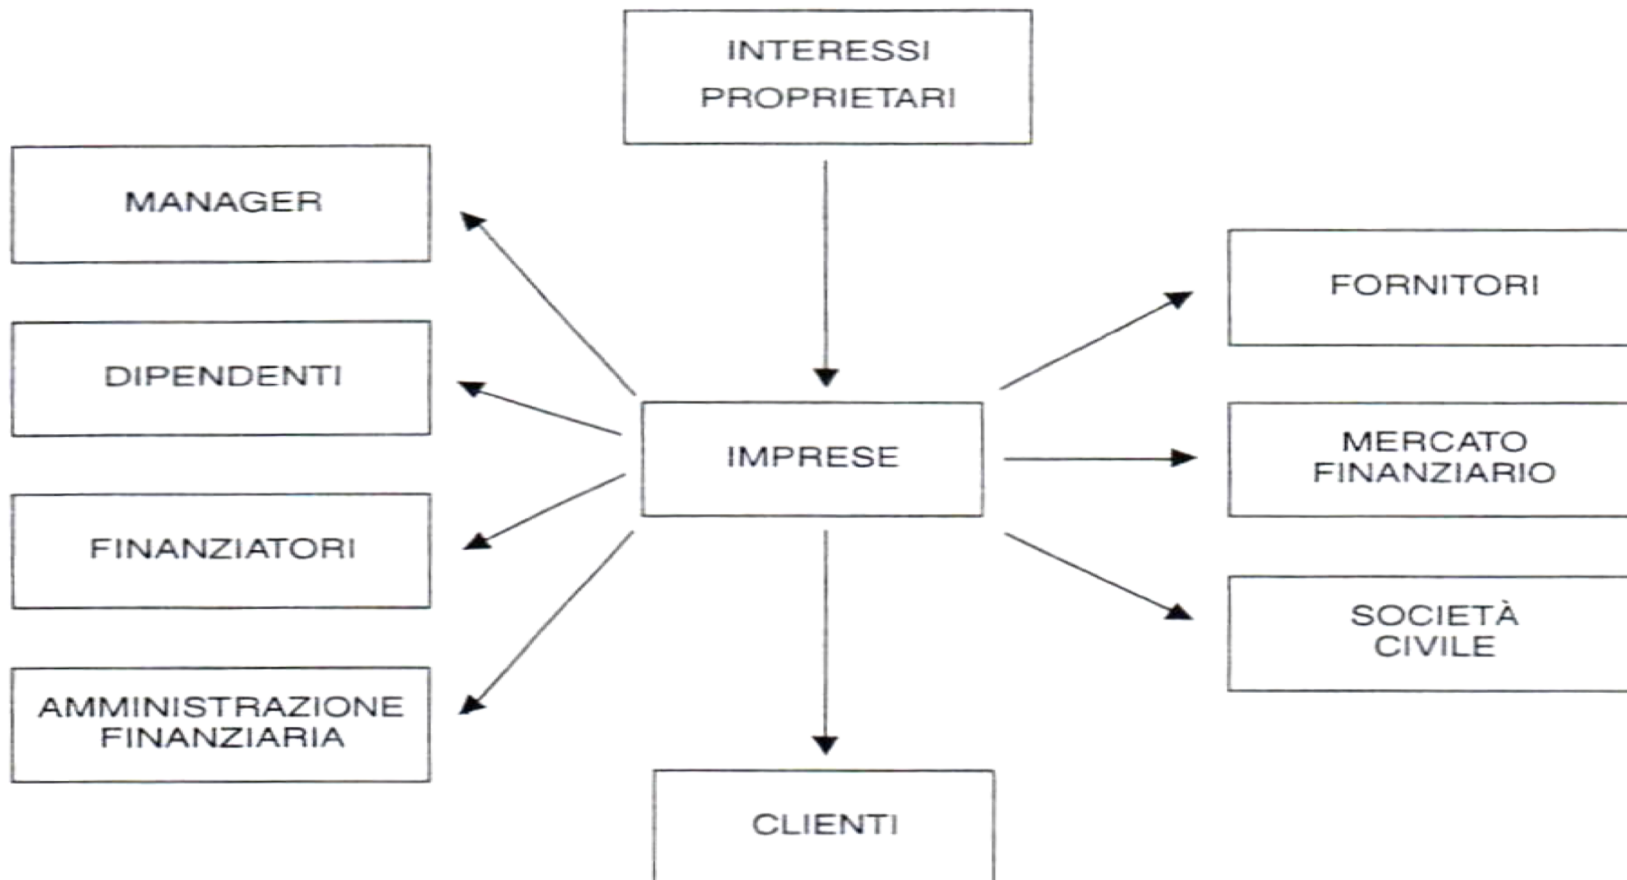 INTERESSI
PROPRIETARI
MANAGER
FORNITORI
DIPENDENTI
IMPRESE
MERCATO
FINANZIARIO
FINANZIATORI
SOCIETÀ
CIVILE
AMMINISTRAZIONE
FINANZIARIA
CLIENTI